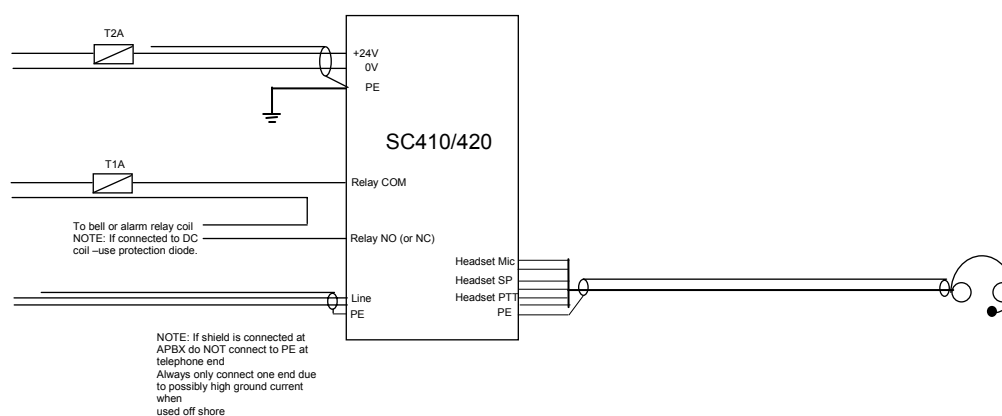 T2A
+24V
0V
PE
SC410/420
T1A
Relay COM
To bell or alarm relay coil
NOTE: If connected to DC
coil –use protection diode.
Relay NO (or NC)
Headset Mic
Headset SP
Headset PTT
PE
Line
PE
NOTE: If shield is connected at
APBX do NOT connect to PE at
telephone end
Always only connect one end due
to possibly high ground current
when
used off shore